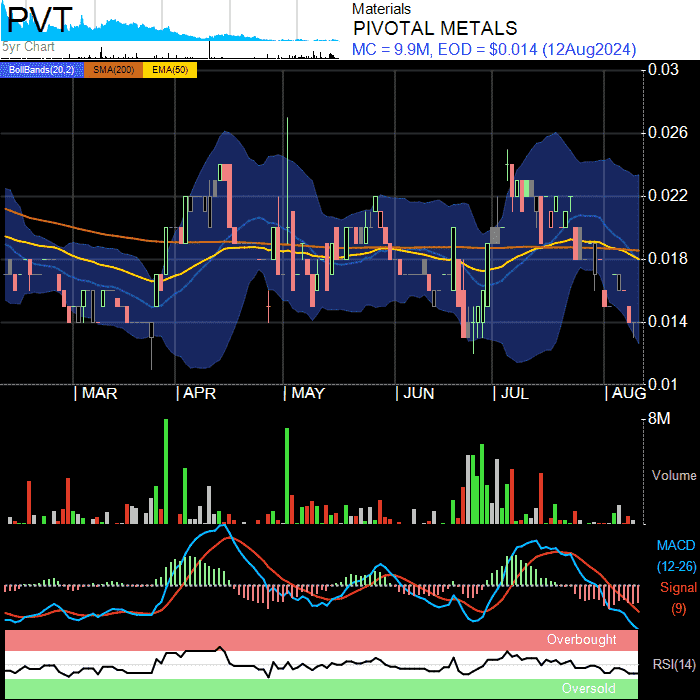 PVT
5yr Chart
Materials
PIVOTAL METALS
MC = 9.9M, EOD = $0.014 (12Aug2024)
BollBands(20,2) SMA(200) EMA(50)
0.03
0.026
0.022
0.018
0.014
0.01
MAR APR MAY JUN JUL AUG
8M
Volume
MACD
(12-26)
Signal
(9)
Overbought
RSI(14)
Oversold